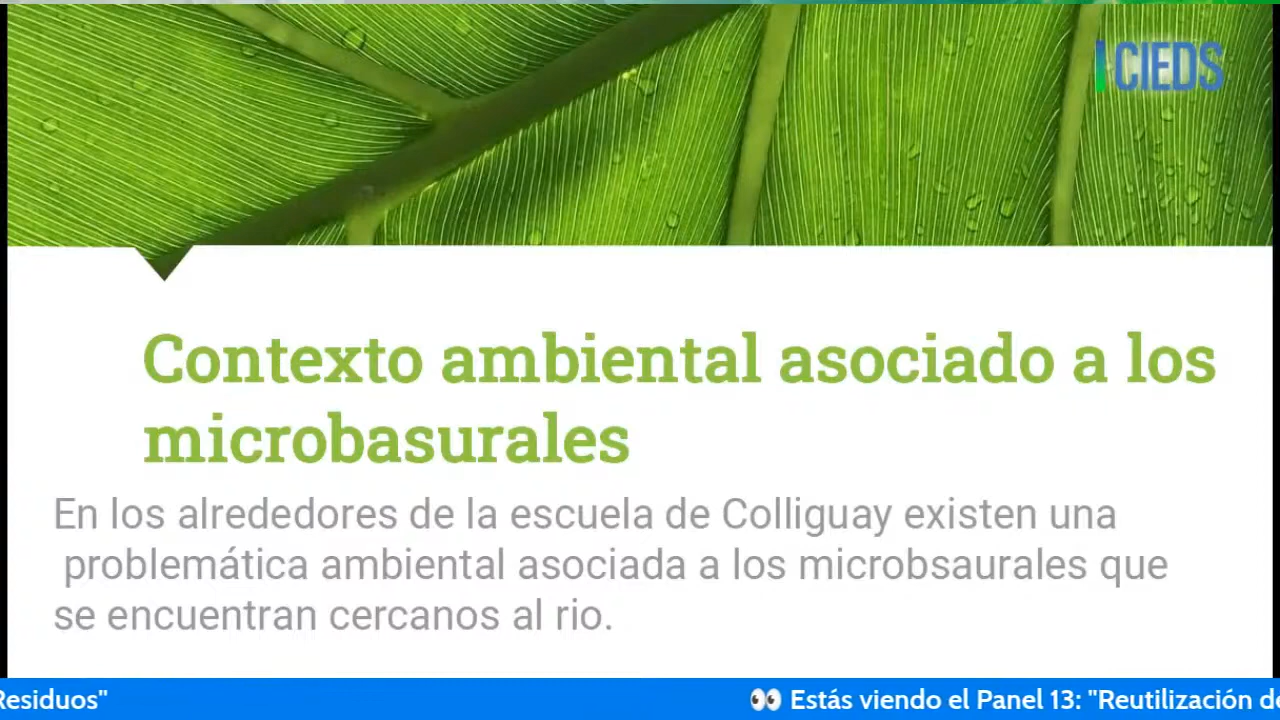 CIEDS
Contexto ambiental asociado a los
microbasurales
En los alrededores de la escuela de Colliguay existen una
problemática ambiental asociada a los microbsaurales que
se encuentran cercanos al rio.
Residuos" 👀 Estás viendo el Panel 13: "Reutilización de